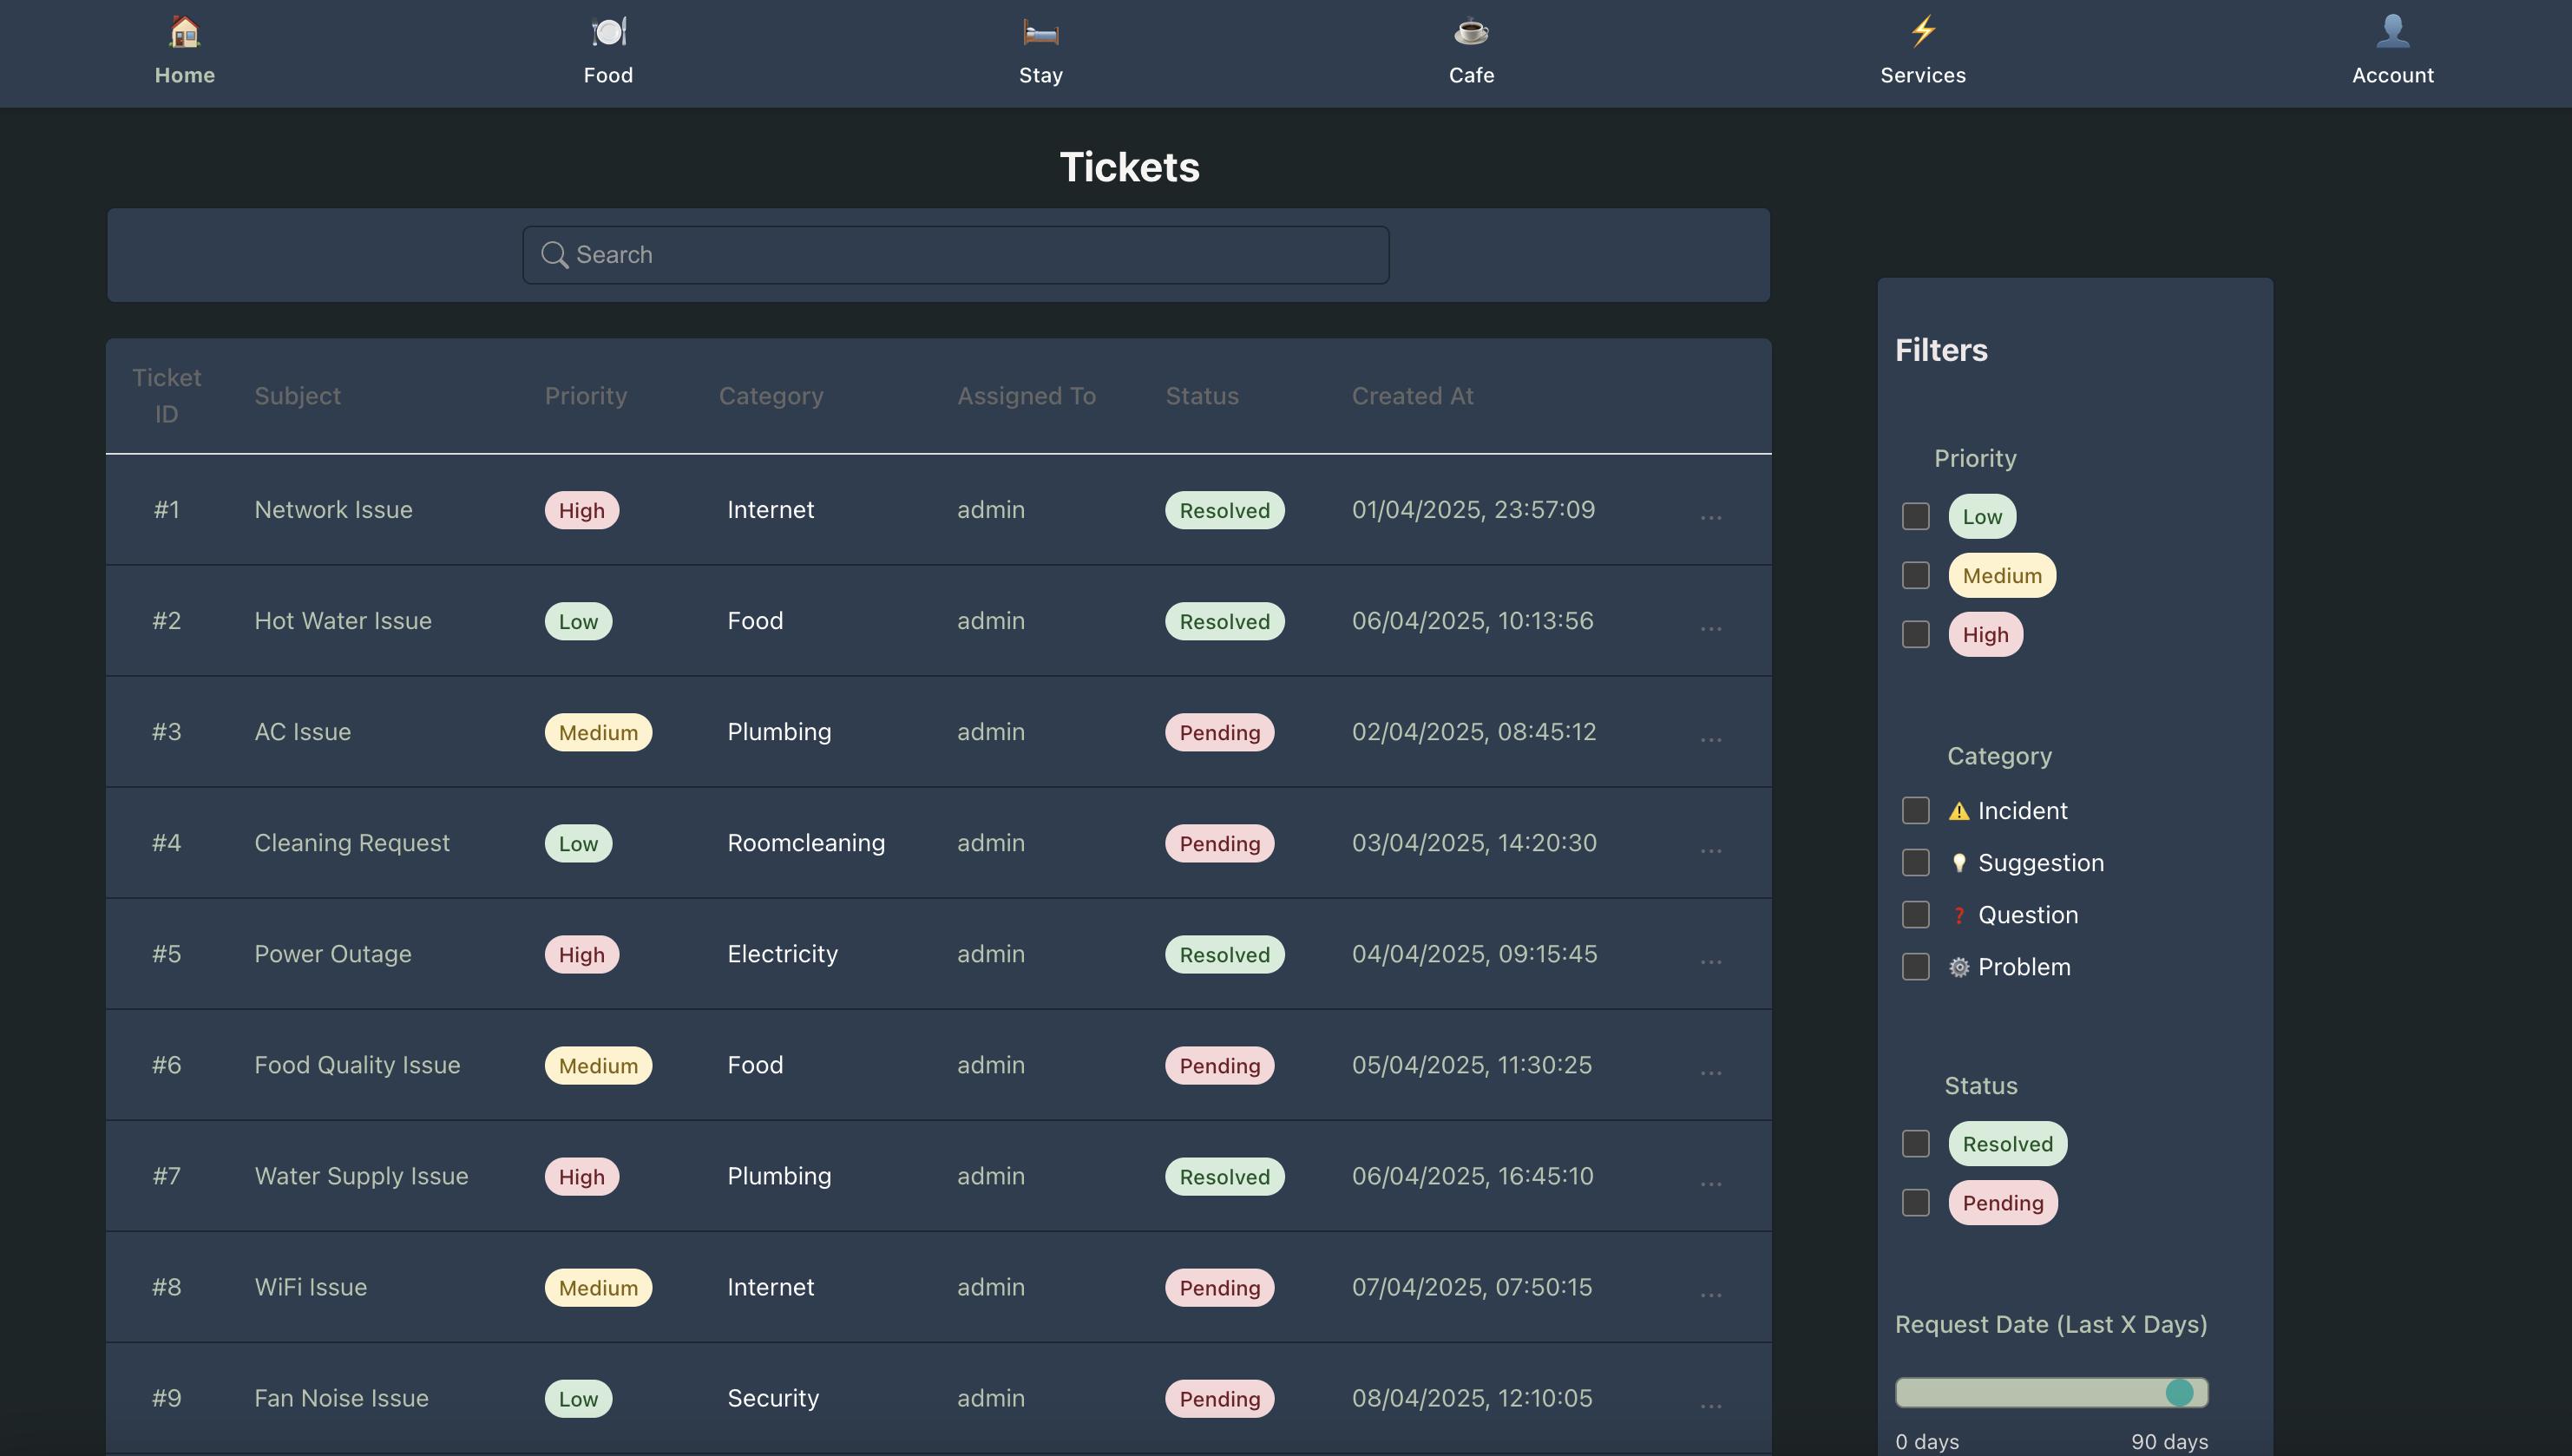 Home Food Stay Cafe Services Account
Tickets
Search
Ticket ID Subject Priority Category Assigned To Status Created At
#1 Network Issue High Internet admin Resolved 01/04/2025, 23:57:09 ...
#2 Hot Water Issue Low Food admin Resolved 06/04/2025, 10:13:56 ...
#3 AC Issue Medium Plumbing admin Pending 02/04/2025, 08:45:12 ...
#4 Cleaning Request Low Roomcleaning admin Pending 03/04/2025, 14:20:30 ...
#5 Power Outage High Electricity admin Resolved 04/04/2025, 09:15:45 ...
#6 Food Quality Issue Medium Food admin Pending 05/04/2025, 11:30:25 ...
#7 Water Supply Issue High Plumbing admin Resolved 06/04/2025, 16:45:10 ...
#8 WiFi Issue Medium Internet admin Pending 07/04/2025, 07:50:15 ...
#9 Fan Noise Issue Low Security admin Pending 08/04/2025, 12:10:05 ...
Filters
Priority
Low
Medium
High
Category
⚠️ Incident
💡 Suggestion
❓ Question
⚙️ Problem
Status
Resolved
Pending
Request Date (Last X Days)
0 days 90 days